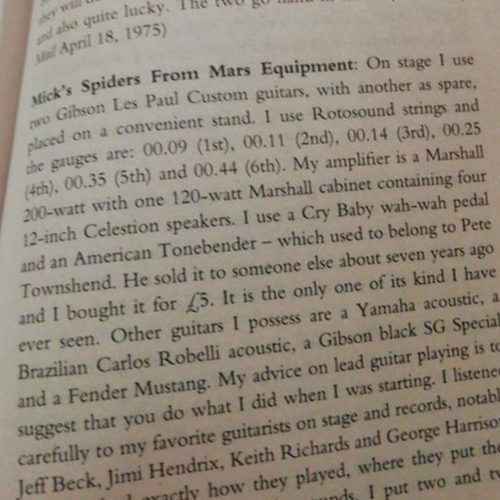 they will
and also quite lucky. The two go hand in
Mail April 18, 1975)
Mick's Spiders From Mars Equipment: On stage I use
two Gibson Les Paul Custom guitars, with another as spare,
placed on a convenient stand. I use Rotosound strings and
the gauges are: 00.09 (1st), 00.11 (2nd), 00.14 (3rd), 00.25
(4th), 00.35 (5th) and 00.44 (6th). My amplifier is a Marshall
200-watt with one 120-watt Marshall cabinet containing four
12-inch Celestion speakers. I use a Cry Baby wah-wah pedal
and an American Tonebender – which used to belong to Pete
Townshend. He sold it to someone else about seven years ago
and I bought it for £5. It is the only one of its kind I have
ever seen. Other guitars I possess are a Yamaha acoustic, a
Brazilian Carlos Robelli acoustic, a Gibson black SG Special
and a Fender Mustang. My advice on lead guitar playing is to
suggest that you do what I did when I was starting. I listened
carefully to my favorite guitarists on stage and records, notabl
Jeff Beck, Jimi Hendrix, Keith Richards and George Harriso
exactly how they played, where they put the
I put two and tw